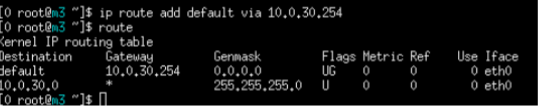 [0 root@m3 ~]$ ip route add default via 10.0.30.254
[0 root@m3 ~]$ route
Kernel IP routing table
Destination Gateway Genmask Flags Metric Ref Use Iface
default 10.0.30.254 0.0.0.0 UG 0 0 0 eth0
10.0.30.0 * 255.255.255.0 U 0 0 0 eth0
[0 root@m3 ~]$